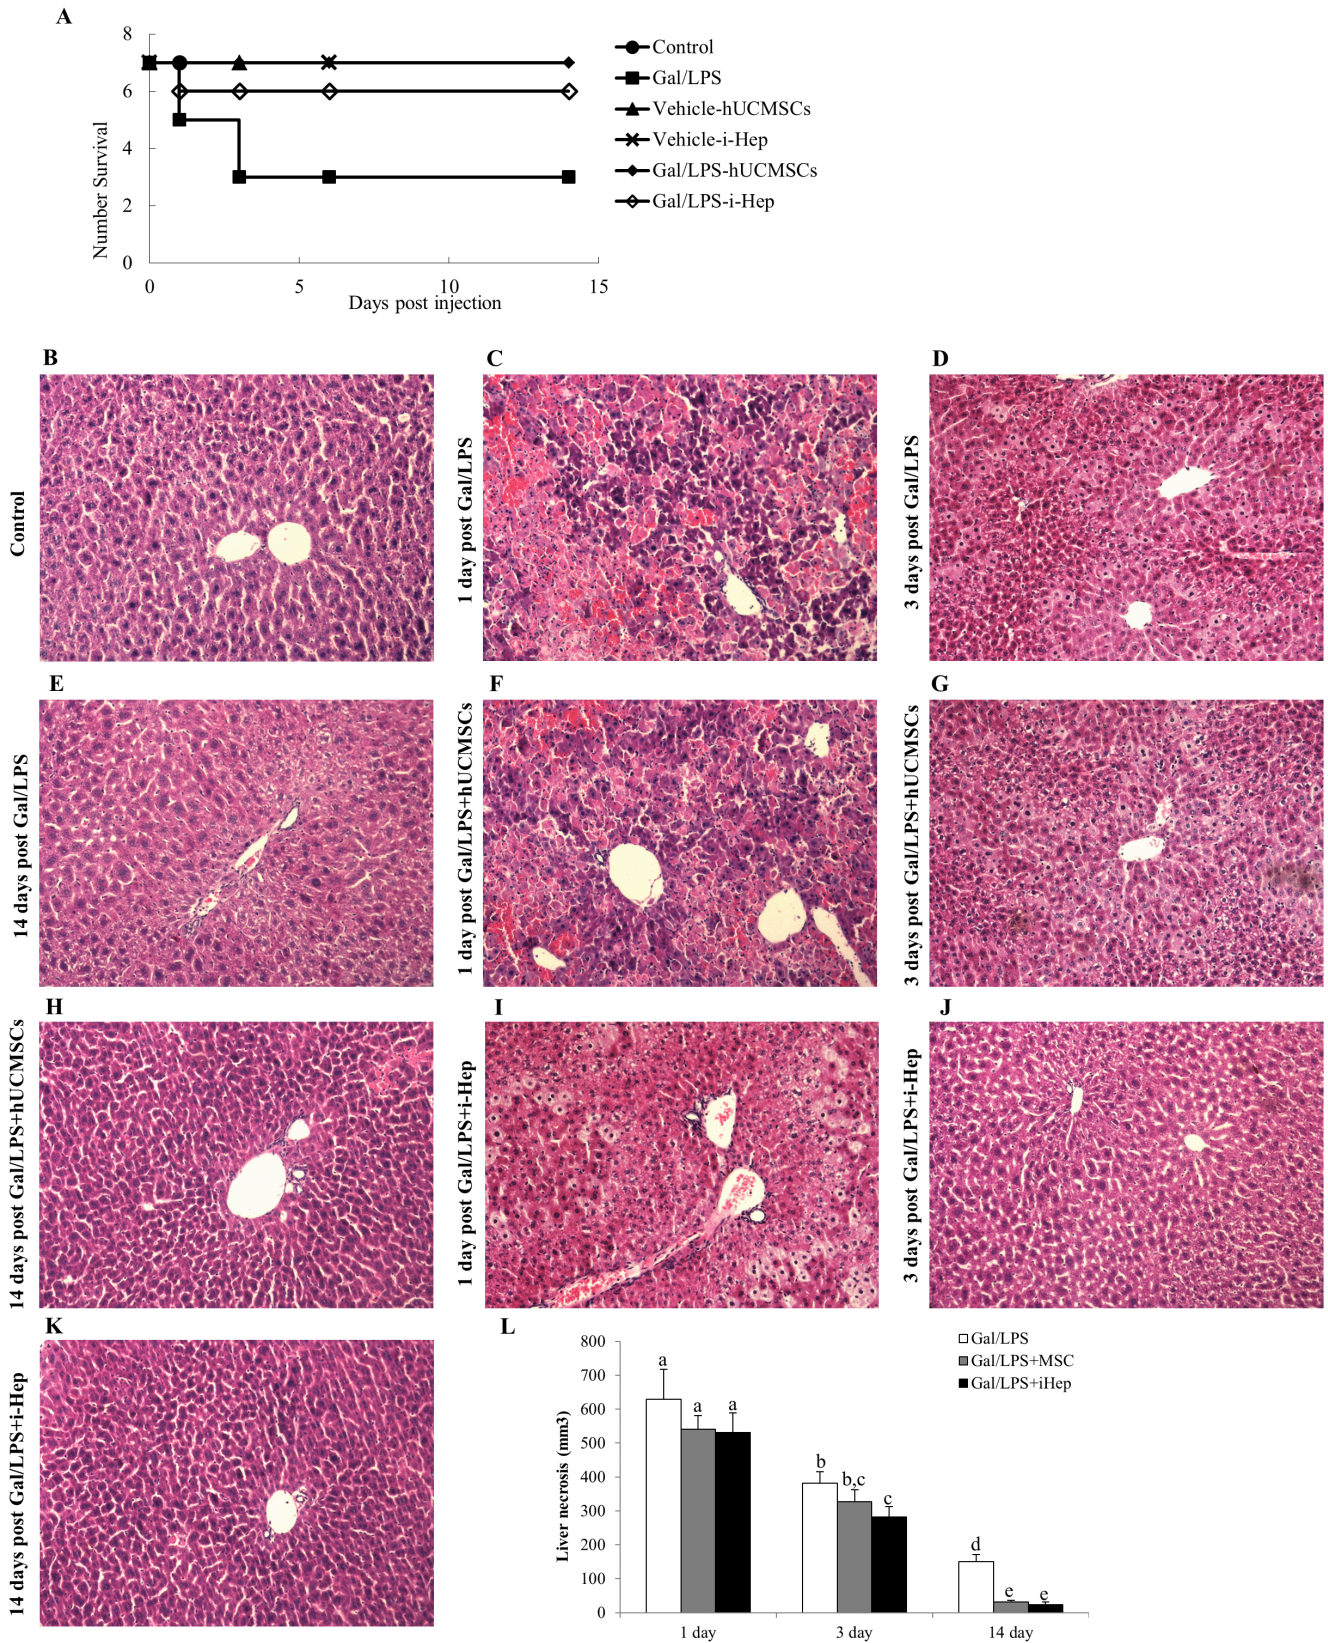 A
8
6
4
2
0
Number Survival
0
5
10
15
Days post injection
Control
Gal/LPS
Vehicle-hUCMSCs
Vehicle-i-Hep
Gal/LPS-hUCMSCs
Gal/LPS-i-Hep
B
Control
C
1 day post Gal/LPS
D
3 days post Gal/LPS
E
14 days post Gal/LPS
F
1 day post Gal/LPS+hUCMSCs
G
3 days post Gal/LPS+hUCMSCs
H
14 days post Gal/LPS+hUCMSCs
I
1 day post Gal/LPS+i-Hep
J
3 days post Gal/LPS+i-Hep
K
14 days post Gal/LPS+i-Hep
L
Liver necrosis (mm3)
800
700
600
500
400
300
200
100
0
Gal/LPS
Gal/LPS+MSC
Gal/LPS+iHep
a
a
a
b
b,c
c
d
e
e
1 day
3 day
14 day